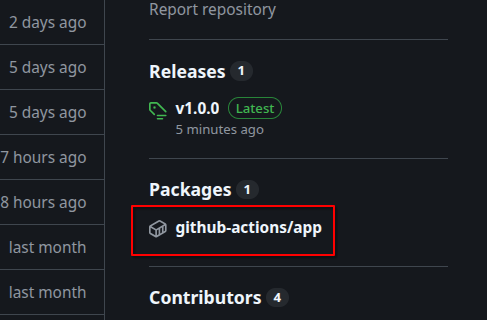 2 days ago
5 days ago
5 days ago
7 hours ago
8 hours ago
last month
last month
Report repository
Releases 1
v1.0.0 Latest
5 minutes ago
Packages 1
github-actions/app
Contributors 4